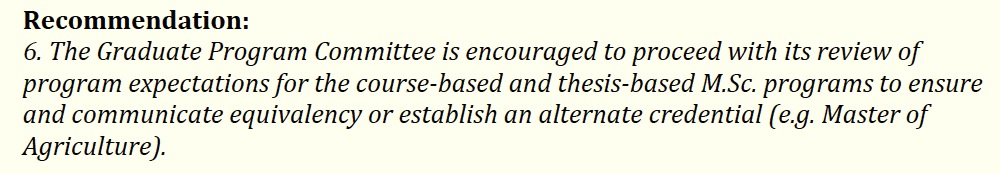 Recommendation:
6. The Graduate Program Committee is encouraged to proceed with its review of
program expectations for the course-based and thesis-based M.Sc. programs to ensure
and communicate equivalency or establish an alternate credential (e.g. Master of
Agriculture).